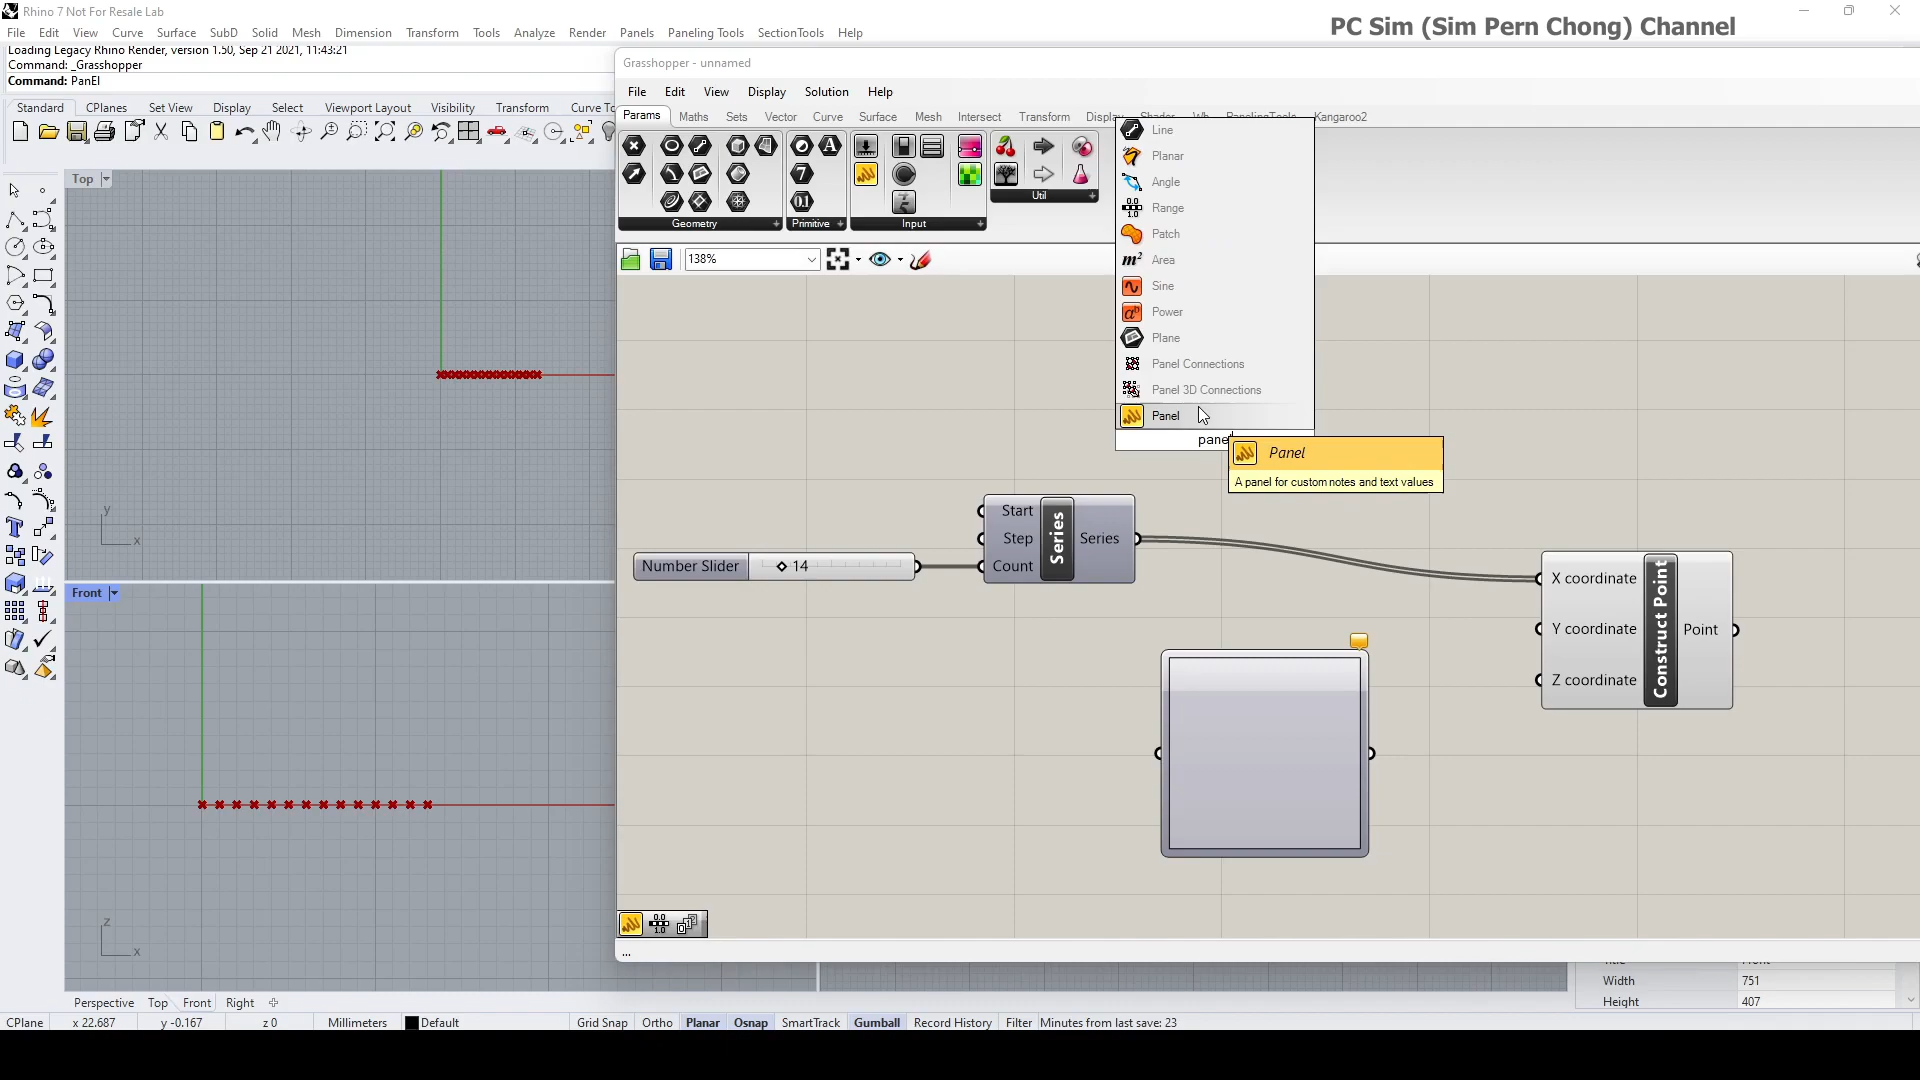 Rhino 7 Not For Resale Lab
PC Sim (Sim Pern Chong) Channel
File Edit View Curve Surface SubD Solid Mesh Dimension Transform Tools Analyze Render Panels Paneling Tools SectionTools Help
Loading Legacy Rhino Render, version 1.50, Sep 21 2021, 11:43:21
Command: _Grasshopper
Command: PanEl
Standard CPlanes Set View Display Select Viewport Layout Visibility Transform Curve To
Grasshopper - unnamed
File Edit View Display Solution Help
Params Maths Sets Vector Curve Surface Mesh Intersect Transform Display Shader Wb PanelingTools Kangaroo2
Geometry Primitive Input Util
138%
Line
Planar
Angle
Range
Patch
Area
Sine
Power
Plane
Panel Connections
Panel 3D Connections
Panel
pane
Panel
A panel for custom notes and text values
Top
y
x
Front
z
x
Number Slider 14
Start
Step
Count
Series
Series
X coordinate
Y coordinate
Z coordinate
Construct Point
Point
...
Width 751
Height 407
Perspective Top Front Right
CPlane x 22.687 y -0.167 z 0 Millimeters Default Grid Snap Ortho Planar Osnap SmartTrack Gumball Record History Filter Minutes from last save: 23